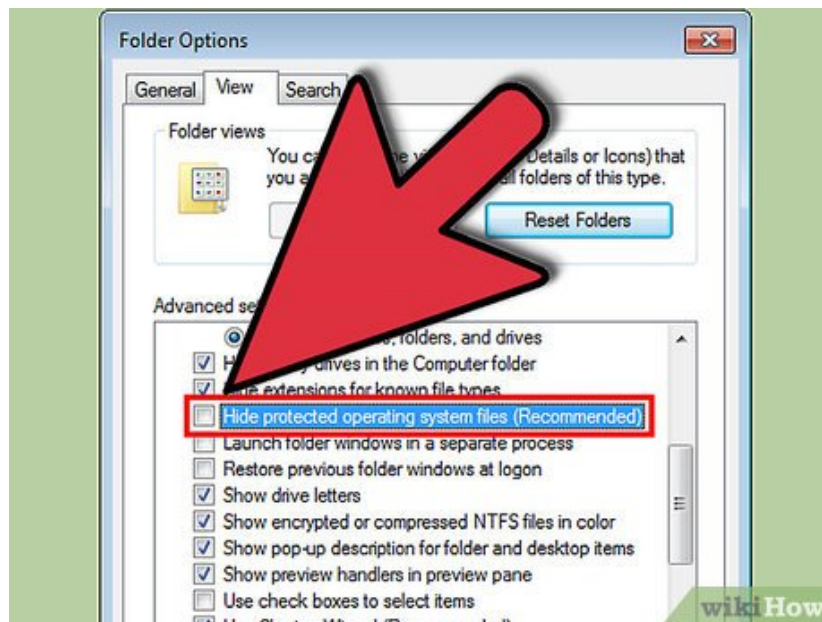 Folder Options
General View Search
Folder views
You ca Details or Icons) that
you a folders of this type.
Reset Folders
Advanced se
folders, and drives
drives in the Computer folder
Hide extensions for known file types
Hide protected operating system files (Recommended)
Launch folder windows in a separate process
Restore previous folder windows at logon
Show drive letters
Show encrypted or compressed NTFS files in color
Show pop-up description for folder and desktop items
Show preview handlers in preview pane
Use check boxes to select items
wikiHow